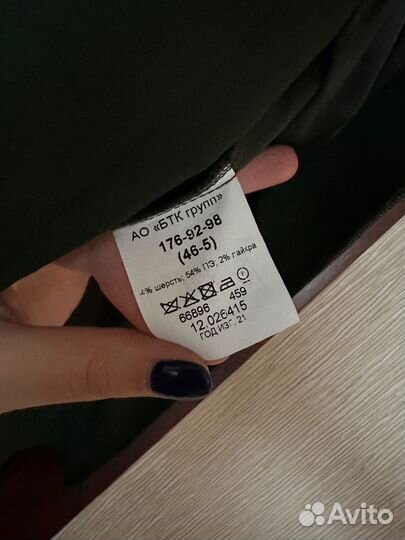 АО «БТК групп»
176-92-98
(46-5)
4% шерсть, 54% ПЭ, 2% лайкра
66896 459
12.026415
ГОД ИЗГ. 21
Avito